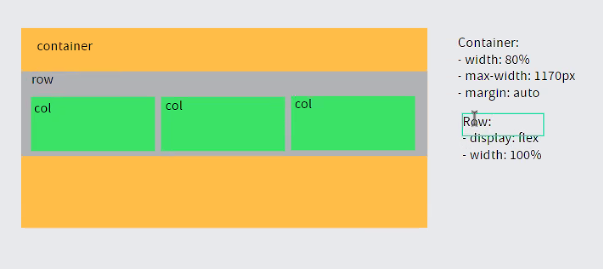 container
row
col
col
col
Container:
- width: 80%
- max-width: 1170px
- margin: auto
Row:
- display: flex
- width: 100%